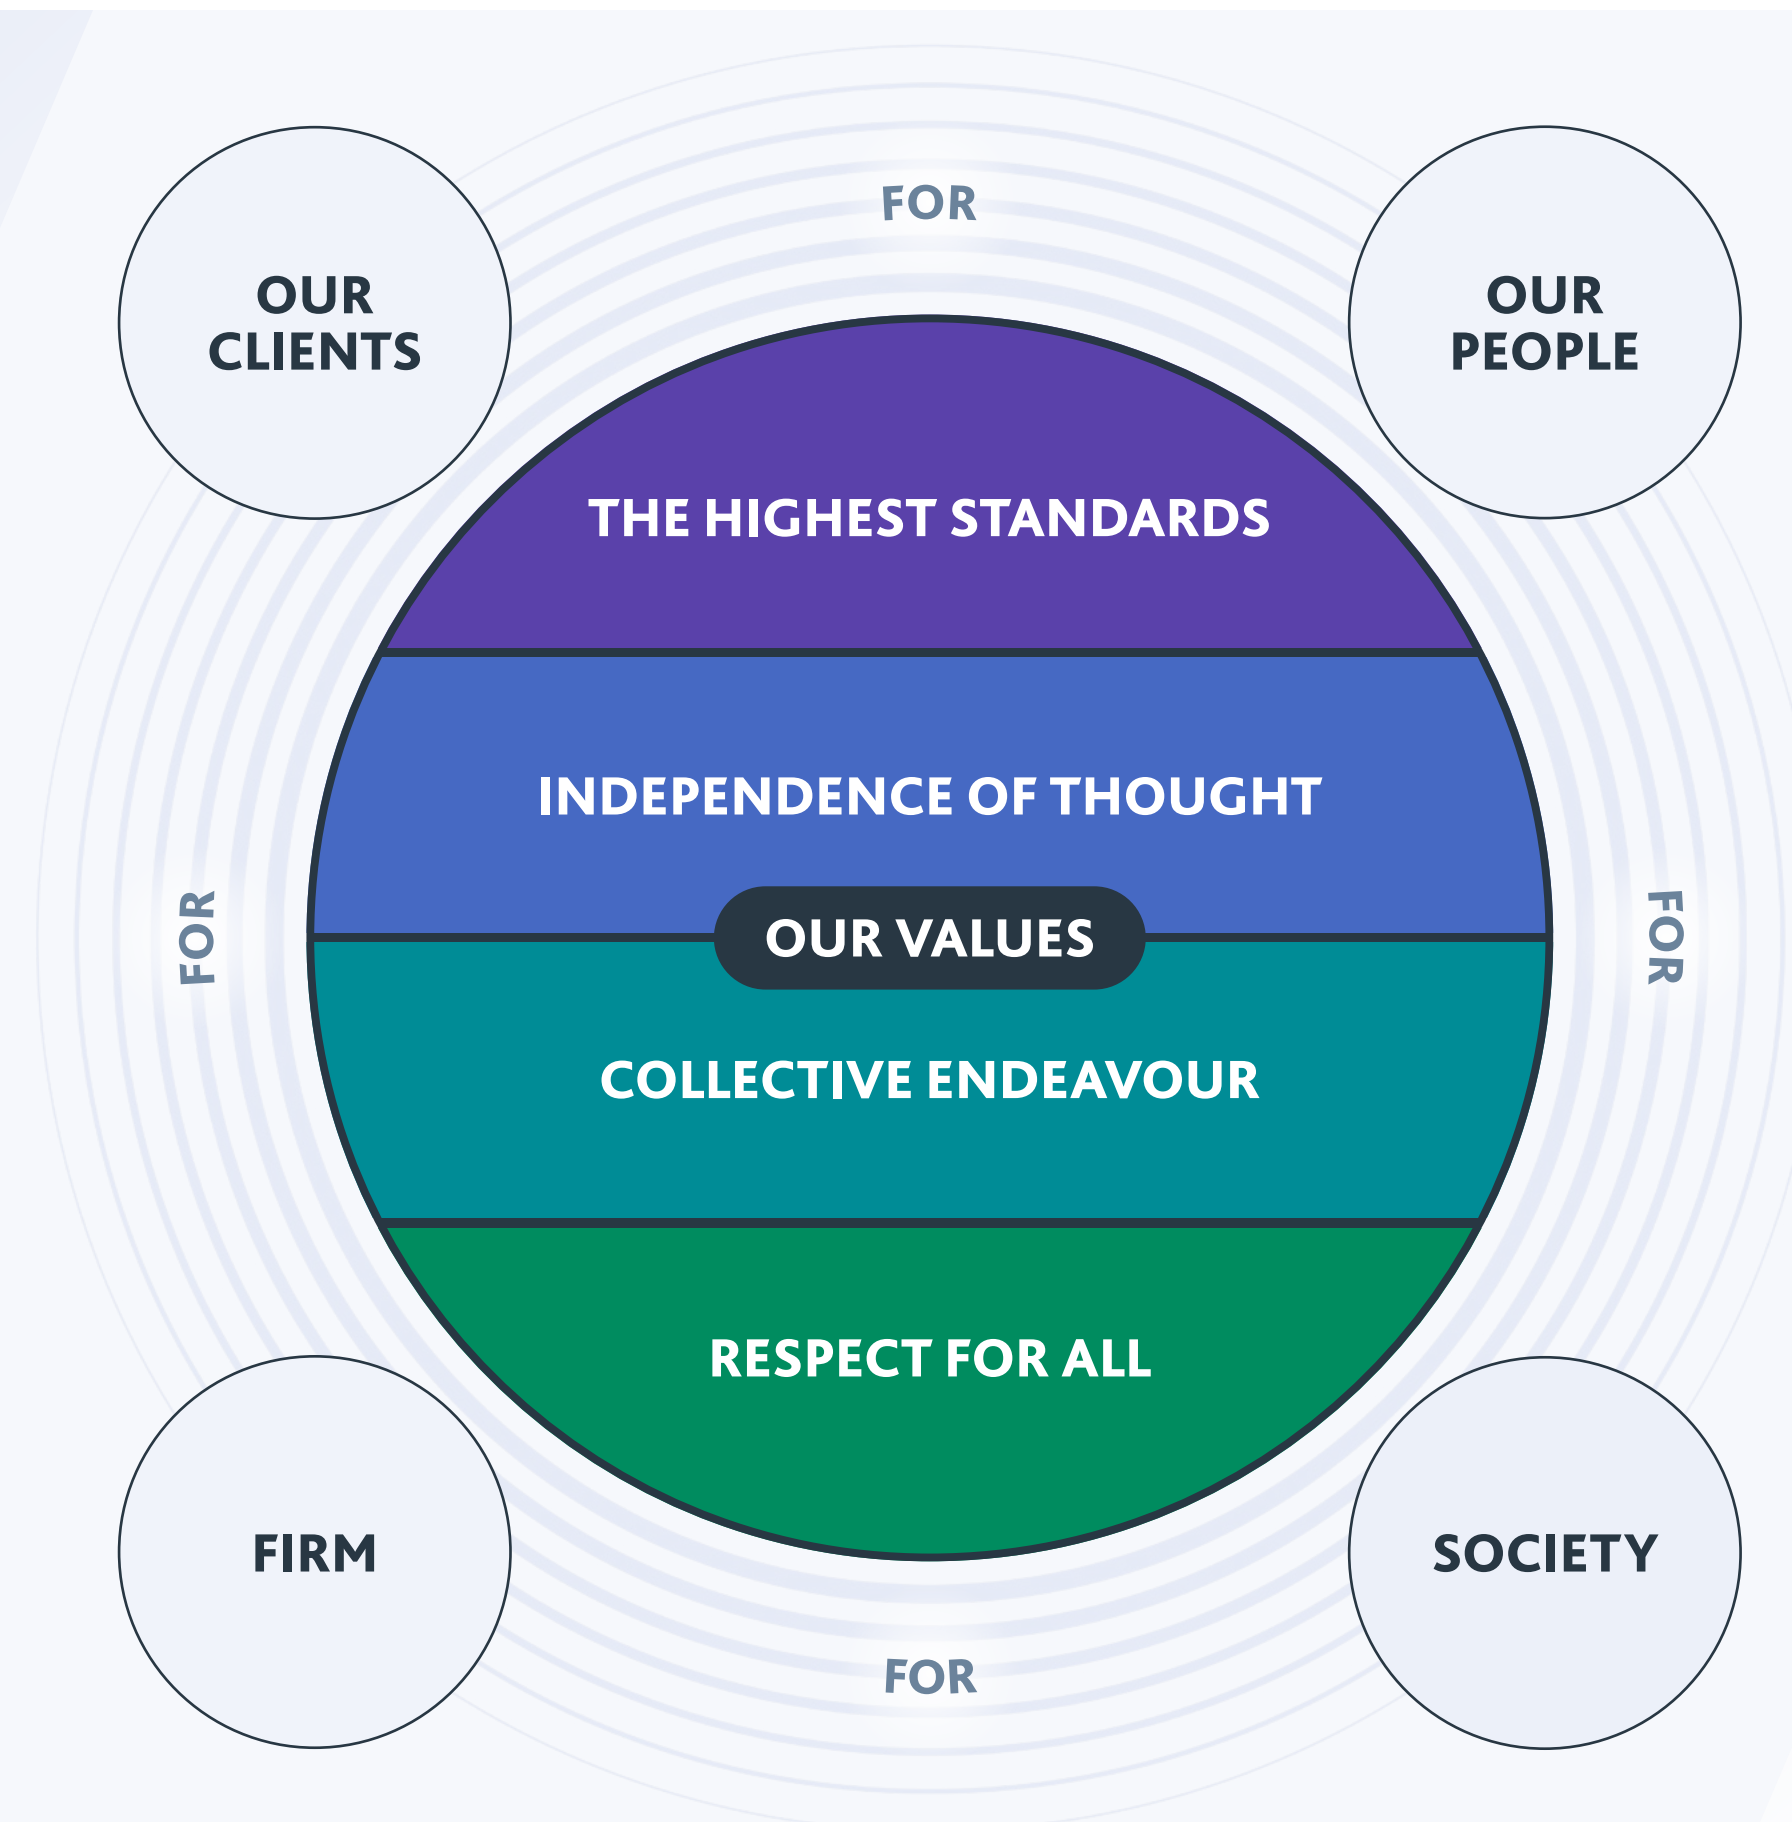 FOR
OUR
CLIENTS
OUR
PEOPLE
THE HIGHEST STANDARDS
INDEPENDENCE OF THOUGHT
FOR
OUR VALUES
FOR
COLLECTIVE ENDEAVOUR
RESPECT FOR ALL
FIRM
SOCIETY
FOR